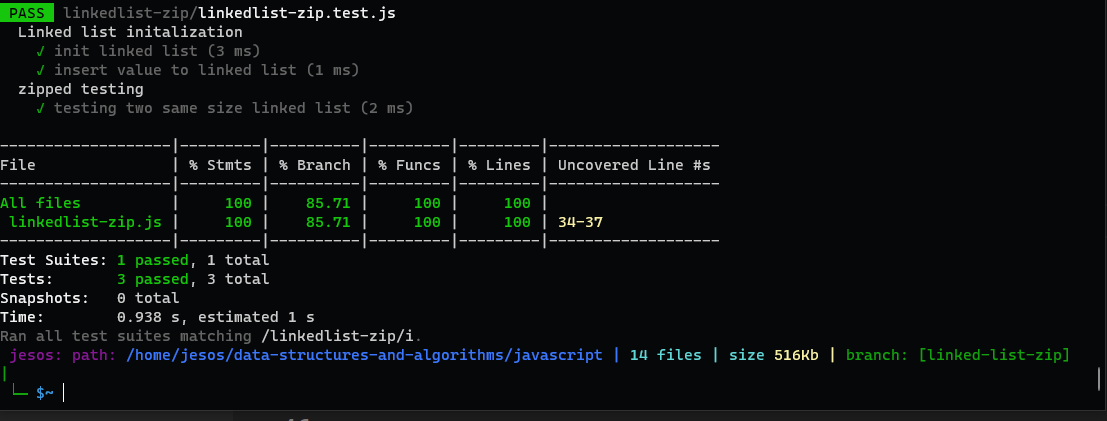 PASS linkedlist-zip/linkedlist-zip.test.js
Linked list initalization
√ init linked list (3 ms)
√ insert value to linked list (1 ms)
zipped testing
√ testing two same size linked list (2 ms)
-------------------|---------|----------|---------|---------|-------------------
File | % Stmts | % Branch | % Funcs | % Lines | Uncovered Line #s
-------------------|---------|----------|---------|---------|-------------------
All files | 100 | 85.71 | 100 | 100 |
linkedlist-zip.js | 100 | 85.71 | 100 | 100 | 34-37
-------------------|---------|----------|---------|---------|-------------------
Test Suites: 1 passed, 1 total
Tests: 3 passed, 3 total
Snapshots: 0 total
Time: 0.938 s, estimated 1 s
Ran all test suites matching /linkedlist-zip/i.
jesos: path: /home/jesos/data-structures-and-algorithms/javascript | 14 files | size 516Kb | branch: [linked-list-zip]
|
└─ $~